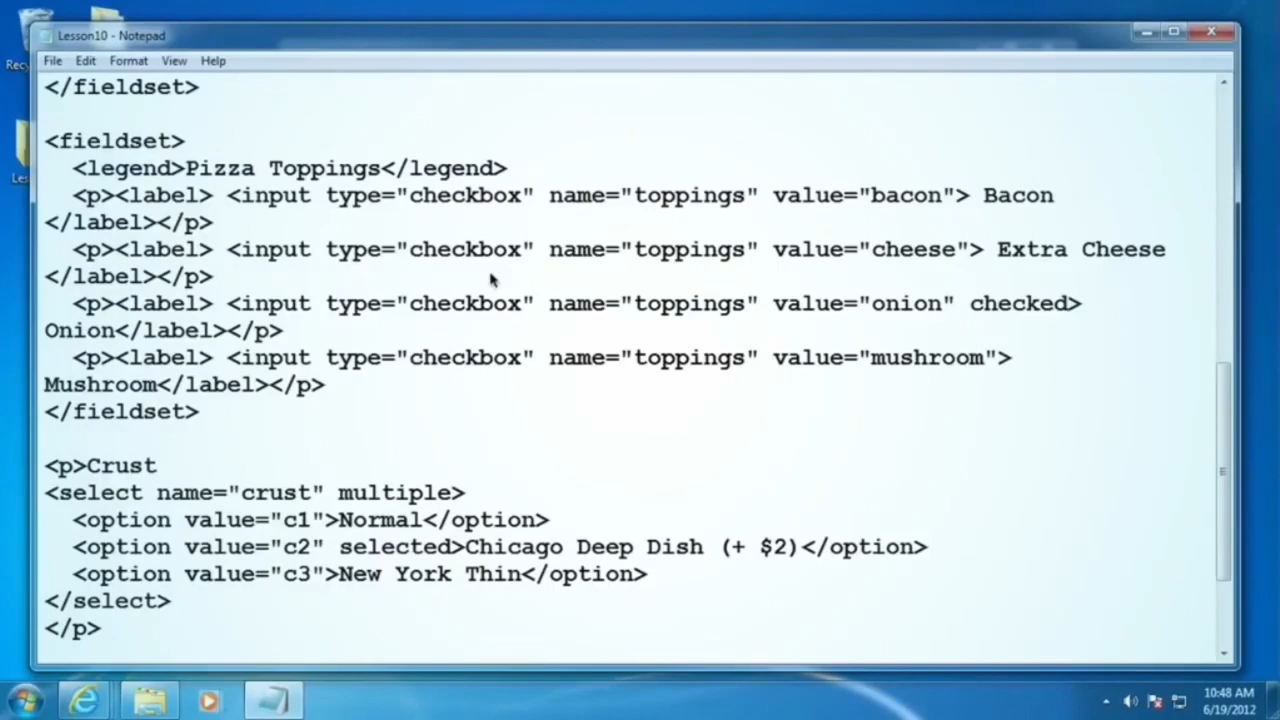 Lesson10 - Notepad
File Edit Format View Help
</fieldset>
<fieldset>
<legend>Pizza Toppings</legend>
<p><label> <input type="checkbox" name="toppings" value="bacon"> Bacon
</label></p>
<p><label> <input type="checkbox" name="toppings" value="cheese"> Extra Cheese
</label></p>
<p><label> <input type="checkbox" name="toppings" value="onion" checked>
Onion</label></p>
<p><label> <input type="checkbox" name="toppings" value="mushroom">
Mushroom</label></p>
</fieldset>
<p>Crust
<select name="crust" multiple>
<option value="c1">Normal</option>
<option value="c2" selected>Chicago Deep Dish (+ $2)</option>
<option value="c3">New York Thin</option>
</select>
</p>
10:48 AM
6/19/2012